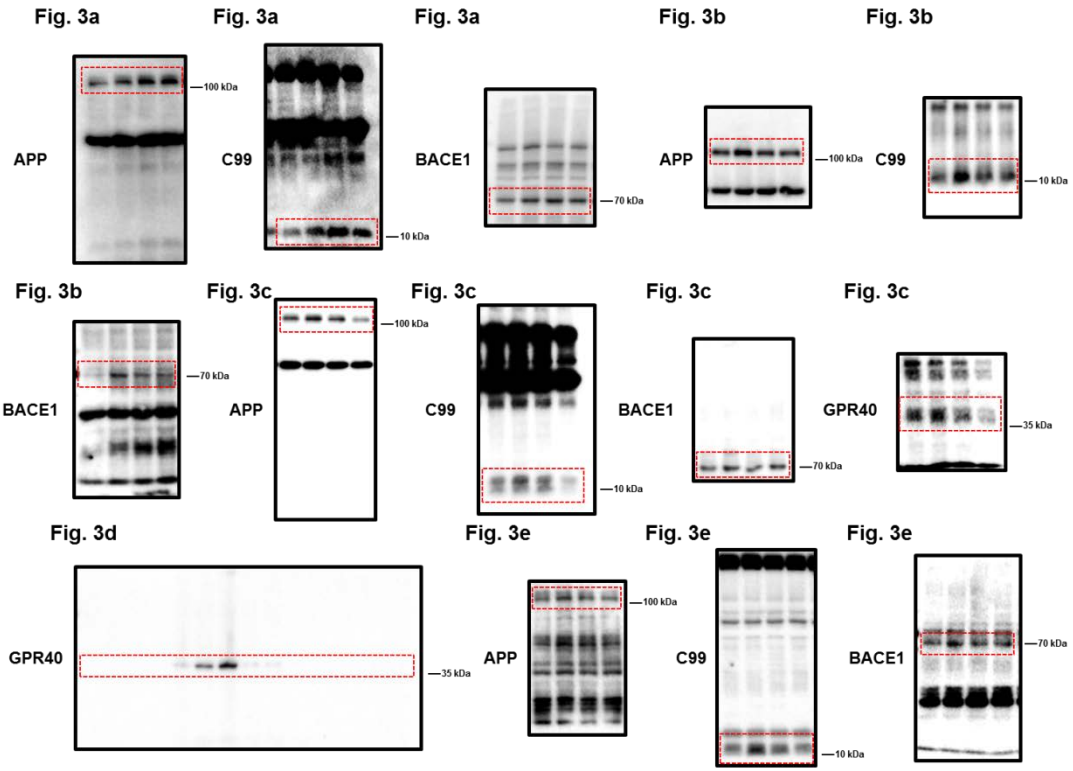 Fig. 3a
Fig. 3a
Fig. 3a
Fig. 3b
Fig. 3b
APP
—100 kDa
C99
—10 kDa
BACE1
—70 kDa
APP
—100 kDa
C99
—10 kDa
Fig. 3b
Fig. 3c
Fig. 3c
Fig. 3c
Fig. 3c
BACE1
—70 kDa
APP
—100 kDa
C99
—10 kDa
BACE1
—70 kDa
GPR40
—35 kDa
Fig. 3d
Fig. 3e
Fig. 3e
Fig. 3e
GPR40
—35 kDa
APP
—100 kDa
C99
—10 kDa
BACE1
—70 kDa